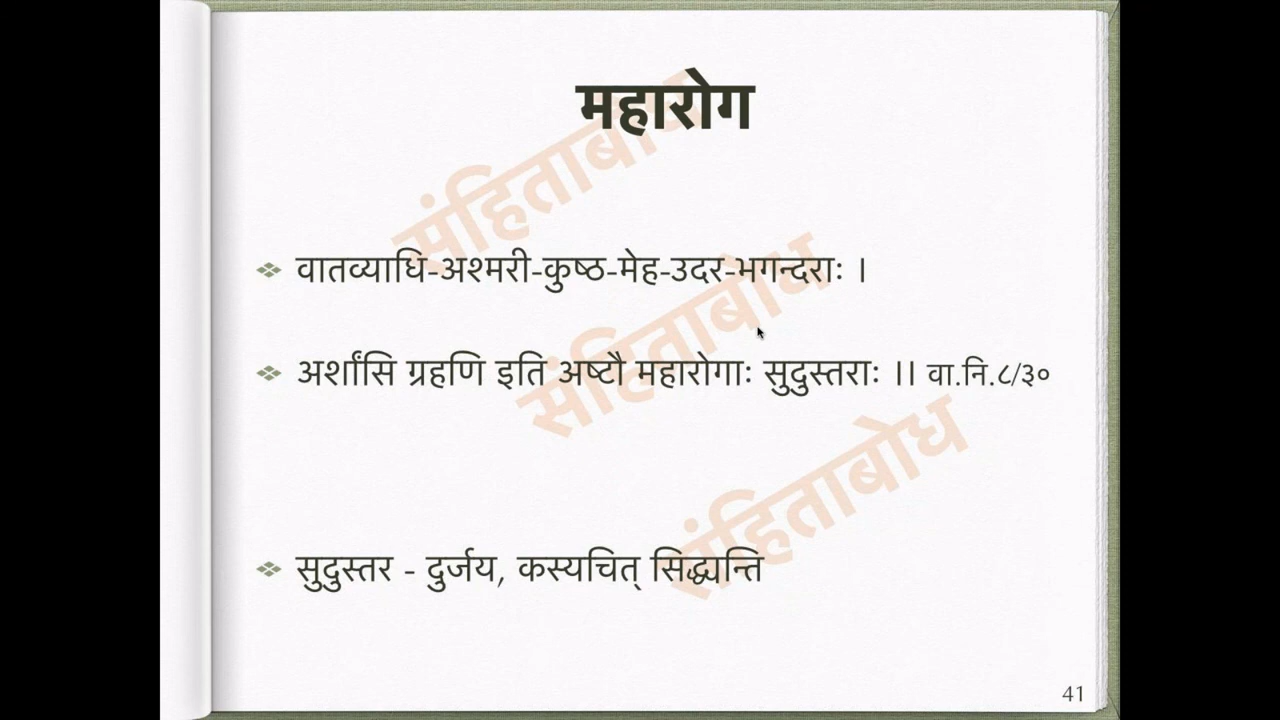 महारोग
वातव्याधि-अश्मरी-कुष्ठ-मेह-उदर-भगन्दराः ।
अर्शांसि ग्रहणि इति अष्टौ महारोगाः सुदुस्तराः ।। वा.नि.८/३०
सुदुस्तर - दुर्जय, कस्यचित् सिद्ध्यन्ति
संहिताबोध
संहिताबोध
संहिताबोध
41